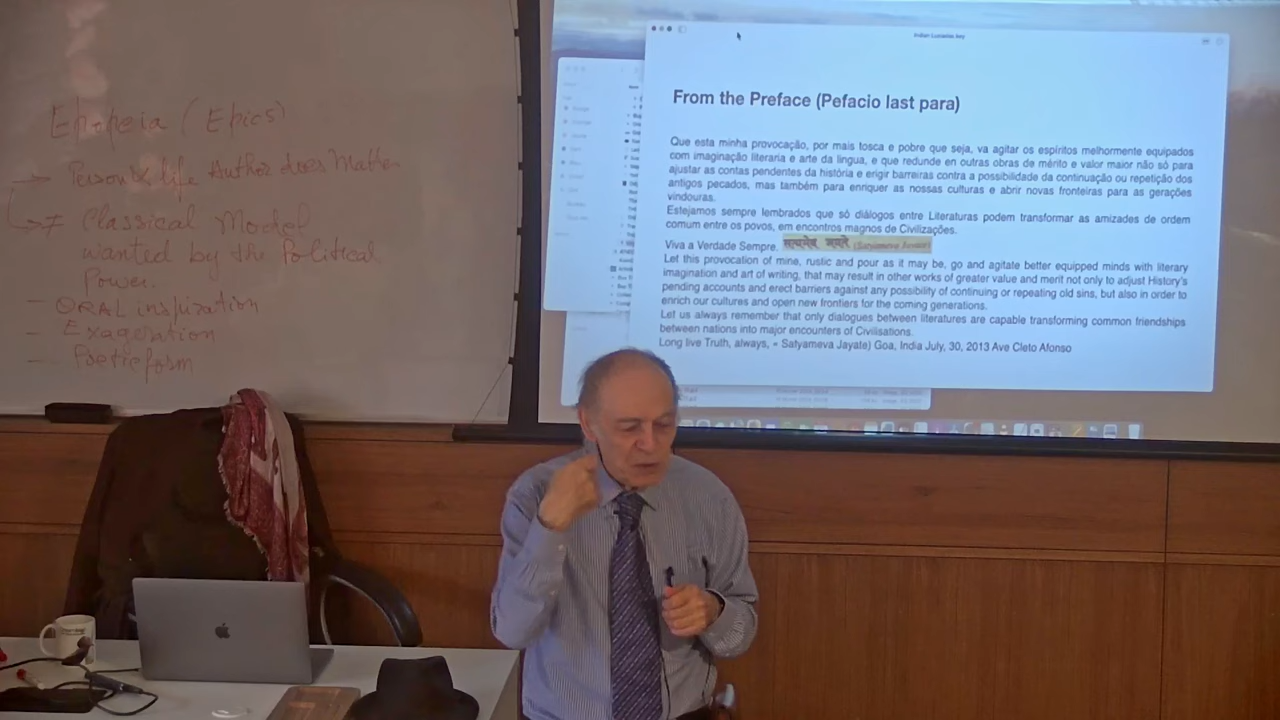 Epopeia (Epics)
→ Person & life Author does Matter
→ Classical Model
wanted by the Political
Power.
- ORAL inspiration
- Exageration
- Poetic form
From the Preface (Pefacio last para)
Que esta minha provocação, por mais tosca e pobre que seja, va agitar os espíritos melhormente equipados
com imaginação literaria e arte da lingua, e que redunde en outras obras de mérito e valor maior não só para
ajustar as contas pendentes da história e erigir barreiras contra a possibilidade da continuação ou repetição dos
antigos pecados, mas também para enriquer as nossas culturas e abrir novas fronteiras para as gerações
vindouras.
Estejamos sempre lembrados que só diálogos entre Literaturas podem transformar as amizades de ordem
comum entre os povos, em encontros magnos de Civilizações.
Viva a Verdade Sempre. सत्यमेव जयते (Satyameva Jayate)
Let this provocation of mine, rustic and pour as it may be, go and agitate better equipped minds with literary
imagination and art of writing, that may result in other works of greater value and merit not only to adjust History's
pending accounts and erect barriers against any possibility of continuing or repeating old sins, but also in order to
enrich our cultures and open new frontiers for the coming generations.
Let us always remember that only dialogues between literatures are capable transforming common friendships
between nations into major encounters of Civilisations.
Long live Truth, always, = Satyameva Jayate) Goa, India July, 30, 2013 Ave Cleto Afonso